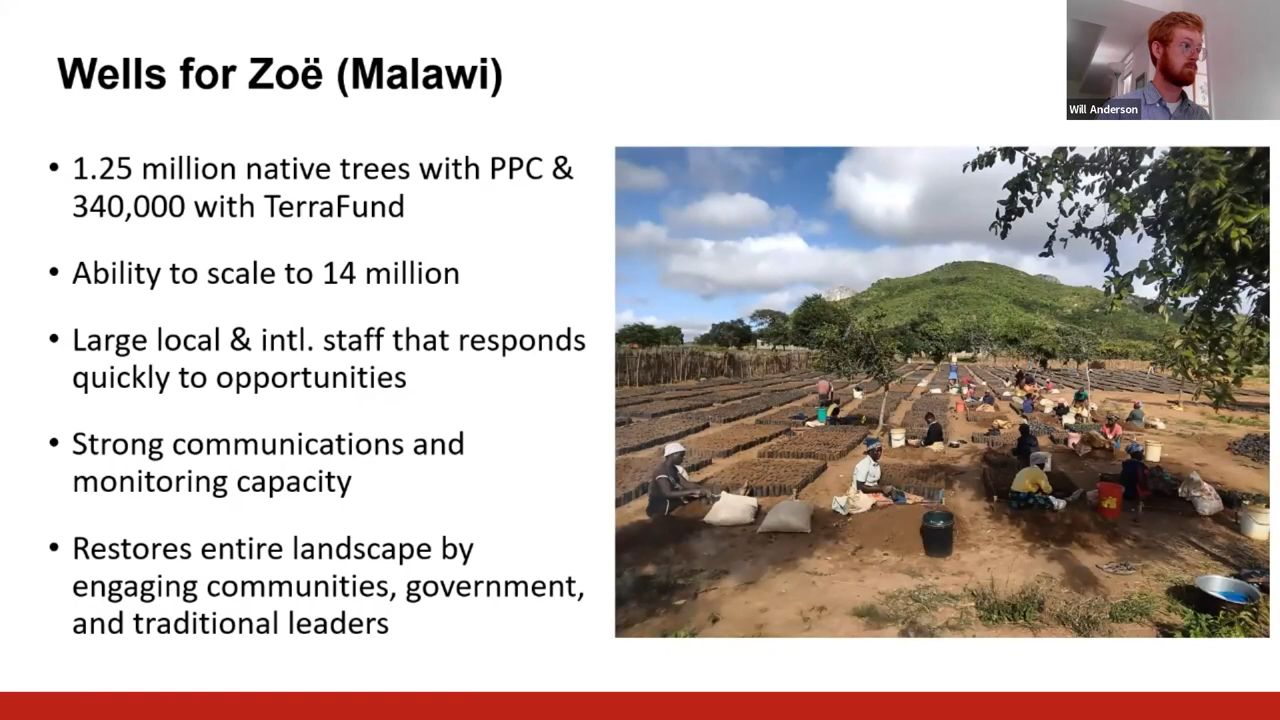 Wells for Zoë (Malawi)
Will Anderson
• 1.25 million native trees with PPC &
340,000 with TerraFund
• Ability to scale to 14 million
• Large local & intl. staff that responds
quickly to opportunities
• Strong communications and
monitoring capacity
• Restores entire landscape by
engaging communities, government,
and traditional leaders